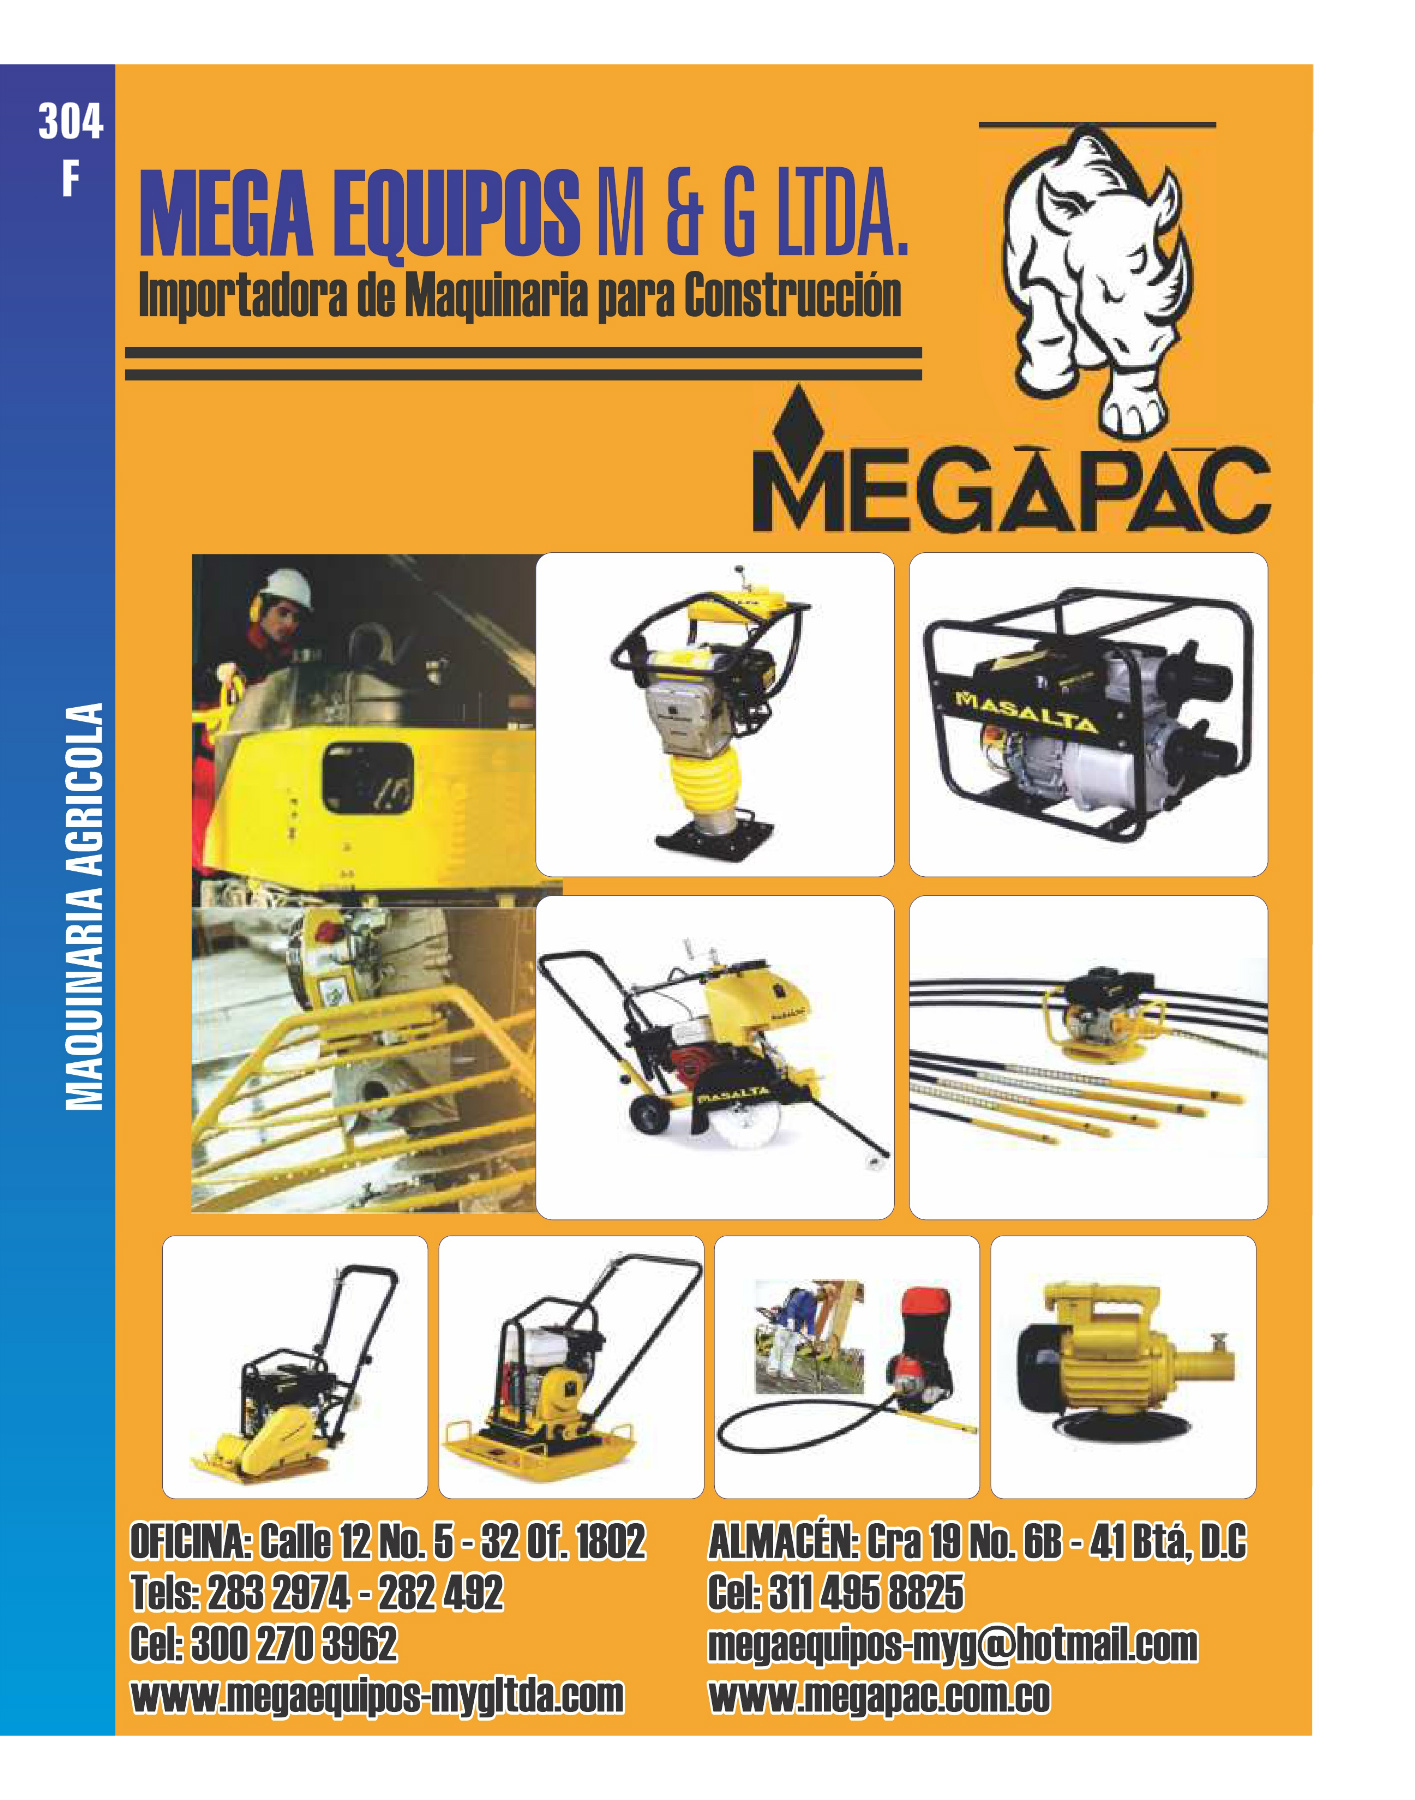 304
F
MAQUINARIA AGRICOLA
MEGA EQUIPOS M & G LTDA.
Importadora de Maquinaria para Construcción
MEGAPAC
MASALTA
MASALTA
OFICINA: Calle 12 No. 5 - 32 Of. 1802
Tels: 283 2974 - 282 492
Cel: 300 270 3962
www.megaequipos-mygltda.com
ALMACÉN: Cra 19 No. 6B - 41 Btá, D.C
Cel: 311 495 8825
megaequipos-myg@hotmail.com
www.megapac.com.co